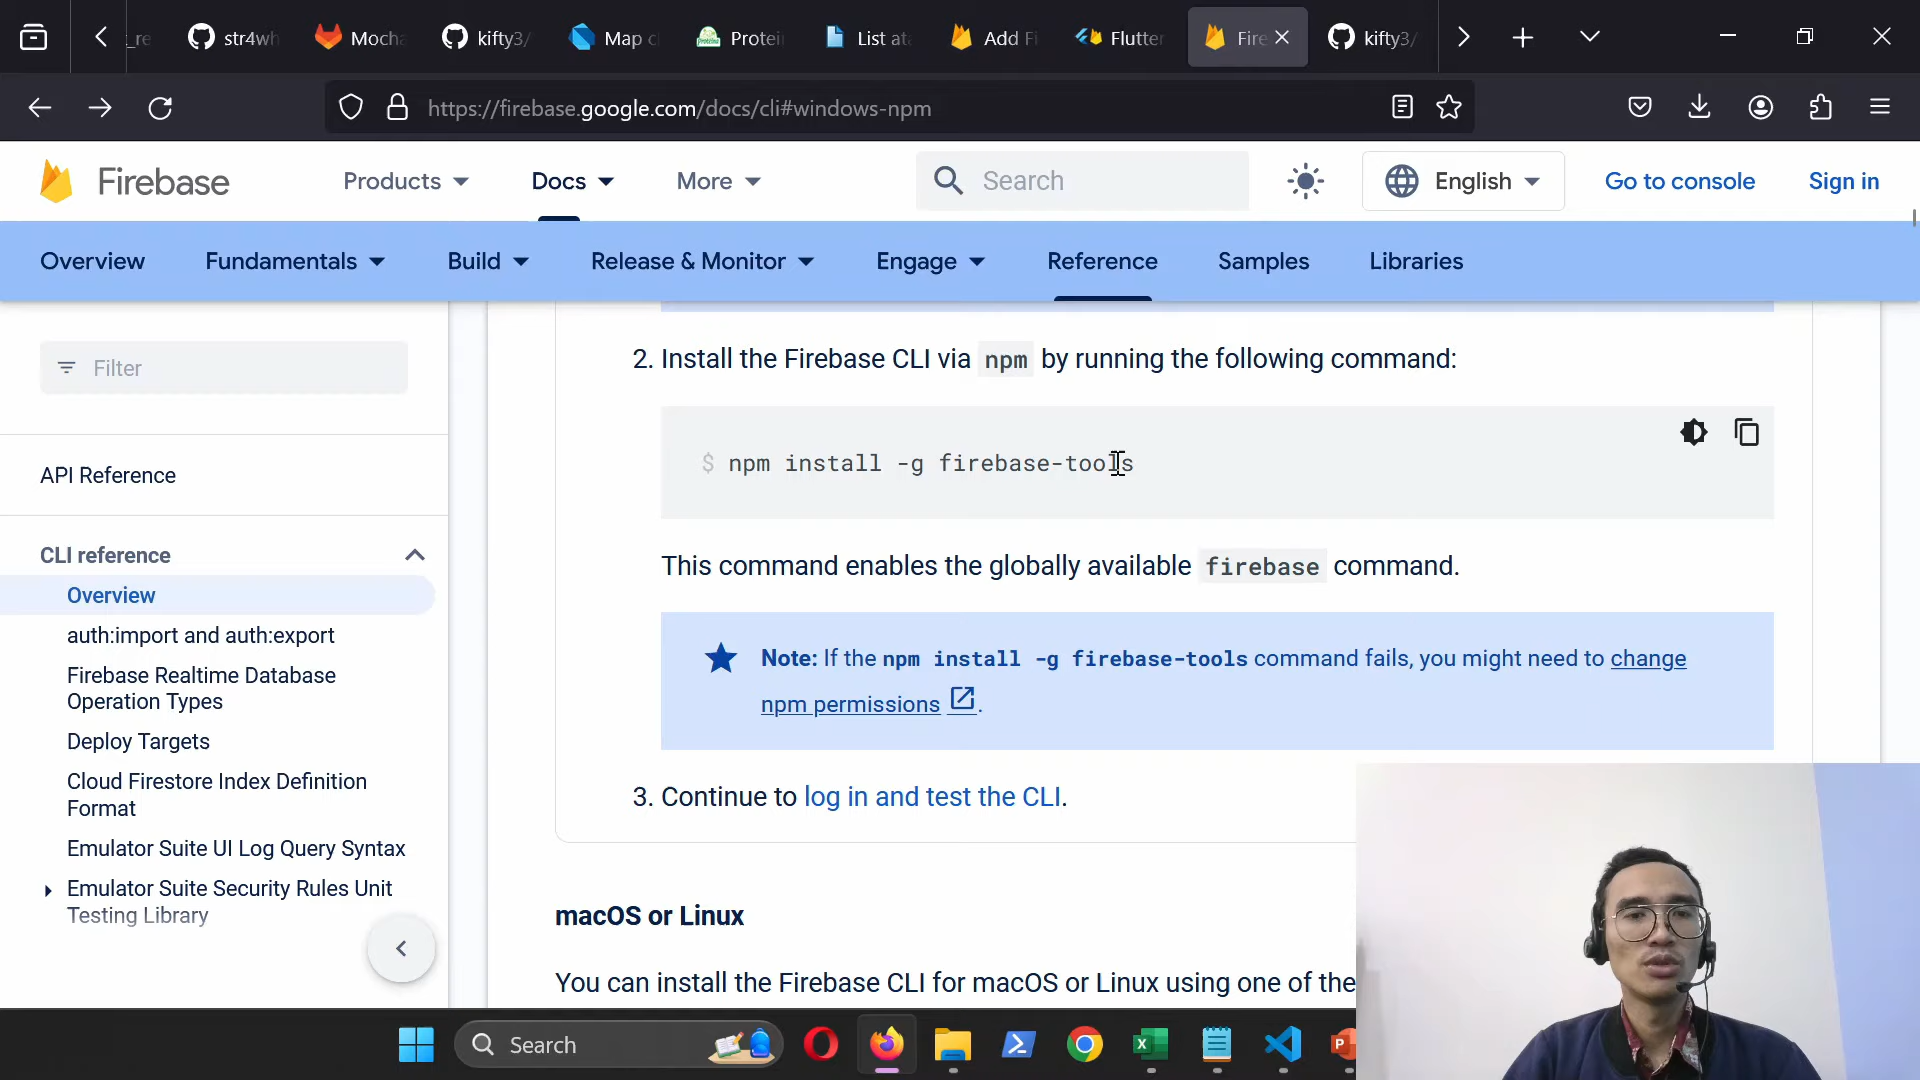 _re
str4wh
Mocha
kifty3/
Map c
Protei
List at
Add Fi
Flutter
Fire
kifty3/
https://firebase.google.com/docs/cli#windows-npm
Firebase
Products
Docs
More
Search
English
Go to console
Sign in
Overview
Fundamentals
Build
Release & Monitor
Engage
Reference
Samples
Libraries
Filter
API Reference
CLI reference
Overview
auth:import and auth:export
Firebase Realtime Database
Operation Types
Deploy Targets
Cloud Firestore Index Definition
Format
Emulator Suite UI Log Query Syntax
Emulator Suite Security Rules Unit
Testing Library
2. Install the Firebase CLI via npm by running the following command:
$ npm install -g firebase-tools
This command enables the globally available firebase command.
Note: If the npm install -g firebase-tools command fails, you might need to change
npm permissions .
3. Continue to log in and test the CLI.
macOS or Linux
You can install the Firebase CLI for macOS or Linux using one of the
Search